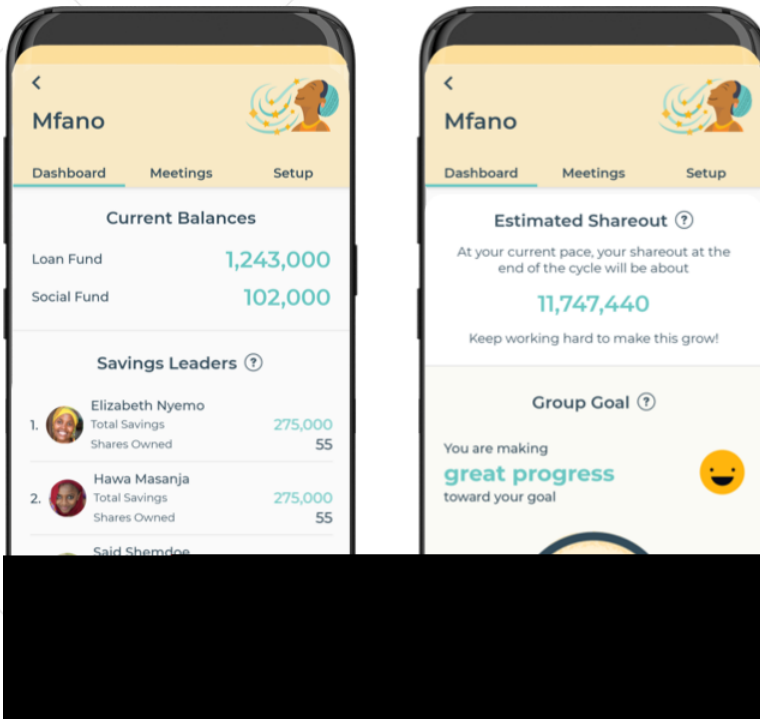 Mfano
Dashboard Meetings Setup
Current Balances
Loan Fund 1,243,000
Social Fund 102,000
Savings Leaders ?
1. Elizabeth Nyemo
Total Savings 275,000
Shares Owned 55
2. Hawa Masanja
Total Savings 275,000
Shares Owned 55
Said Shemdoe
Mfano
Dashboard Meetings Setup
Estimated Shareout ?
At your current pace, your shareout at the
end of the cycle will be about
11,747,440
Keep working hard to make this grow!
Group Goal ?
You are making
great progress
toward your goal